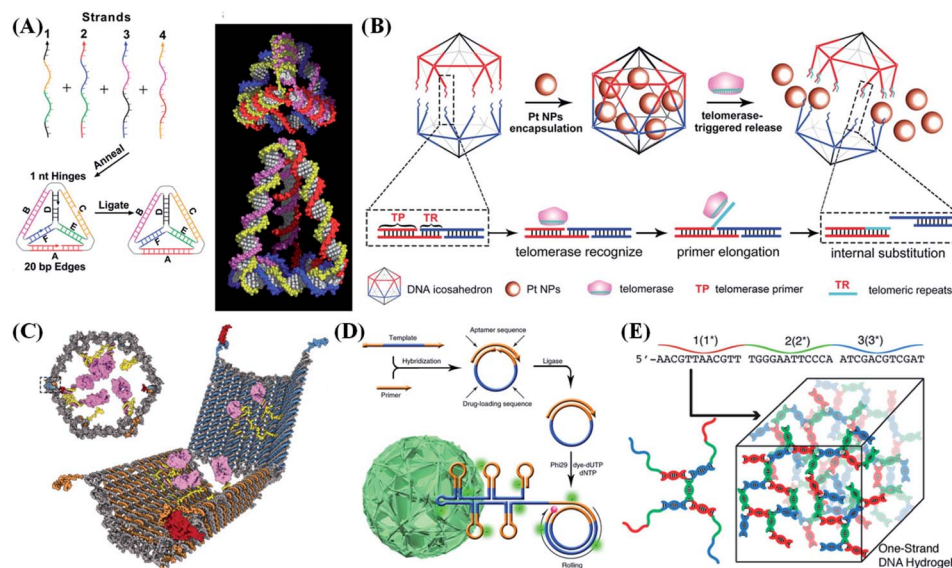 (A)
Strands
1 2 3 4
+ + +
Anneal
1 nt Hinges
Ligate
B D C
F E
A
B D C
F E
A
20 bp Edges
(B)
Pt NPs
encapsulation
telomerase-
triggered release
TP TR
telomerase recognize
primer elongation
internal substitution
DNA icosahedron
Pt NPs
telomerase
TP telomerase primer
TR
telomeric repeats
(C)
(D)
Template
Aptamer sequence
Hybridization
Ligase
Primer
Drug-loading sequence
Phi29 dye-dUTP
dNTP
Rolling
(E)
1(1*) 2(2*) 3(3*)
5'-AACGTTAACGTT TGGGAATTCCCA ATCGACGTCGAT
One-Strand
DNA Hydrogel